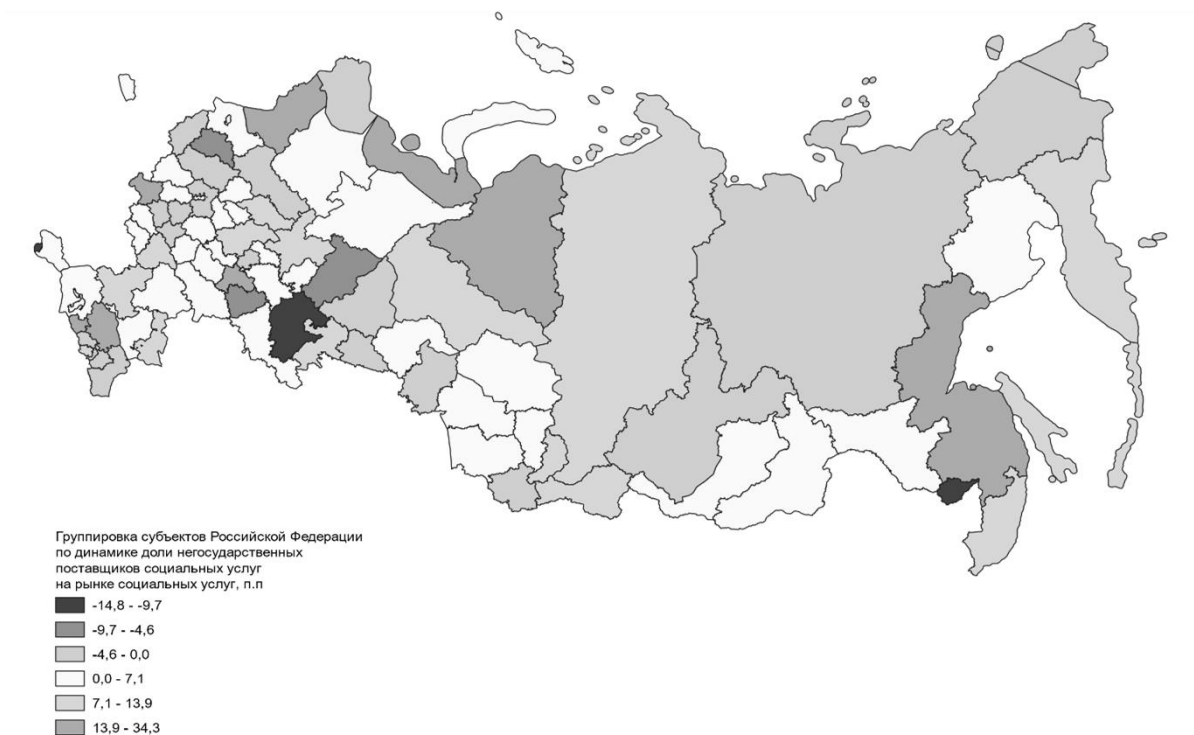 Группировка субъектов Российской Федерации
по динамике доли негосударственных
поставщиков социальных услуг
на рынке социальных услуг, п.п
-14,8 - -9,7
-9,7 - -4,6
-4,6 - 0,0
0,0 - 7,1
7,1 - 13,9
13,9 - 34,3